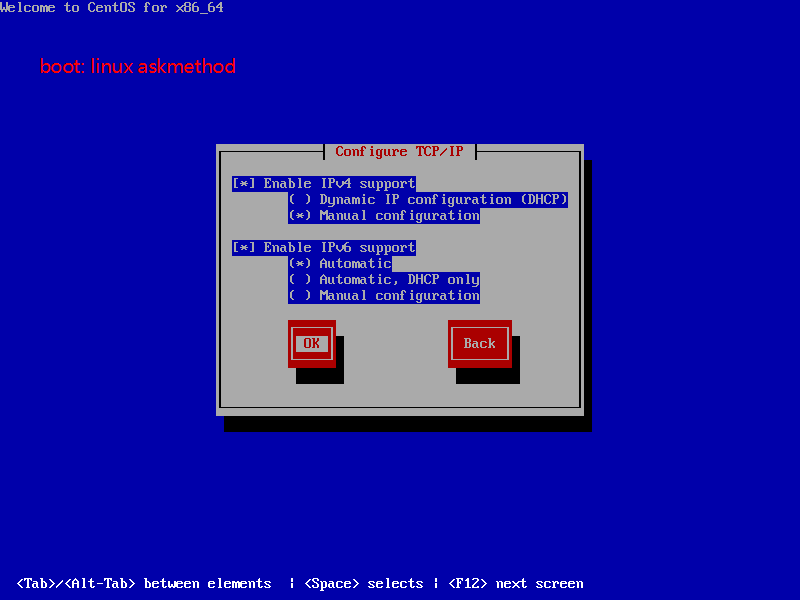 Welcome to CentOS for x86_64
boot: linux askmethod
Configure TCP/IP
[*] Enable IPv4 support
( ) Dynamic IP configuration (DHCP)
(*) Manual configuration
[*] Enable IPv6 support
(*) Automatic
( ) Automatic, DHCP only
( ) Manual configuration
OK Back
<Tab>/<Alt-Tab> between elements | <Space> selects | <F12> next screen